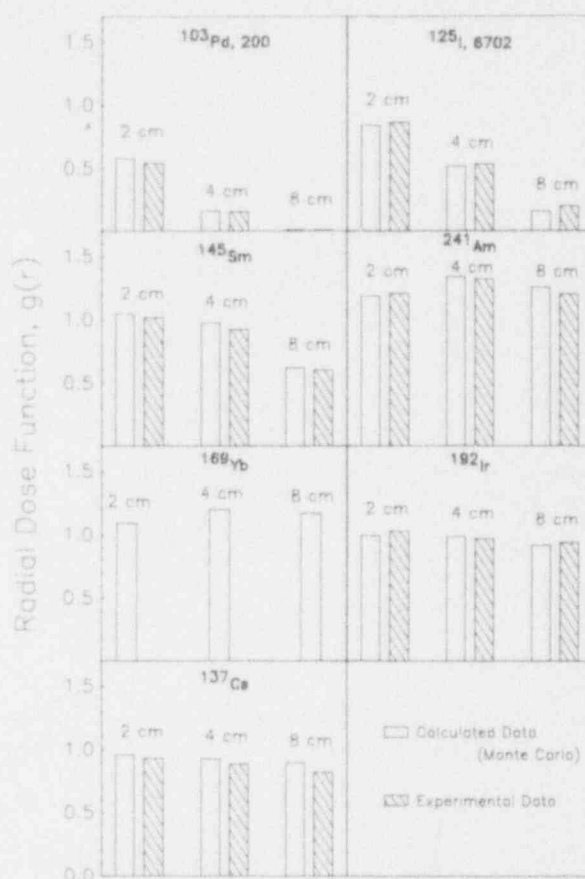 Radial Dose Function, g(r)
1.5
1.0
0.5
103Pd, 200
2 cm
4 cm
8 cm
125I, 6702
2 cm
4 cm
8 cm
1.5
1.0
0.5
145Sm
2 cm
4 cm
8 cm
241Am
2 cm
4 cm
8 cm
1.5
1.0
0.5
169Yb
2 cm
4 cm
8 cm
192Ir
2 cm
4 cm
8 cm
1.5
1.0
0.5
0.0
137Cs
2 cm
4 cm
8 cm
Calculated Data
(Monte Carlo)
Experimental Data